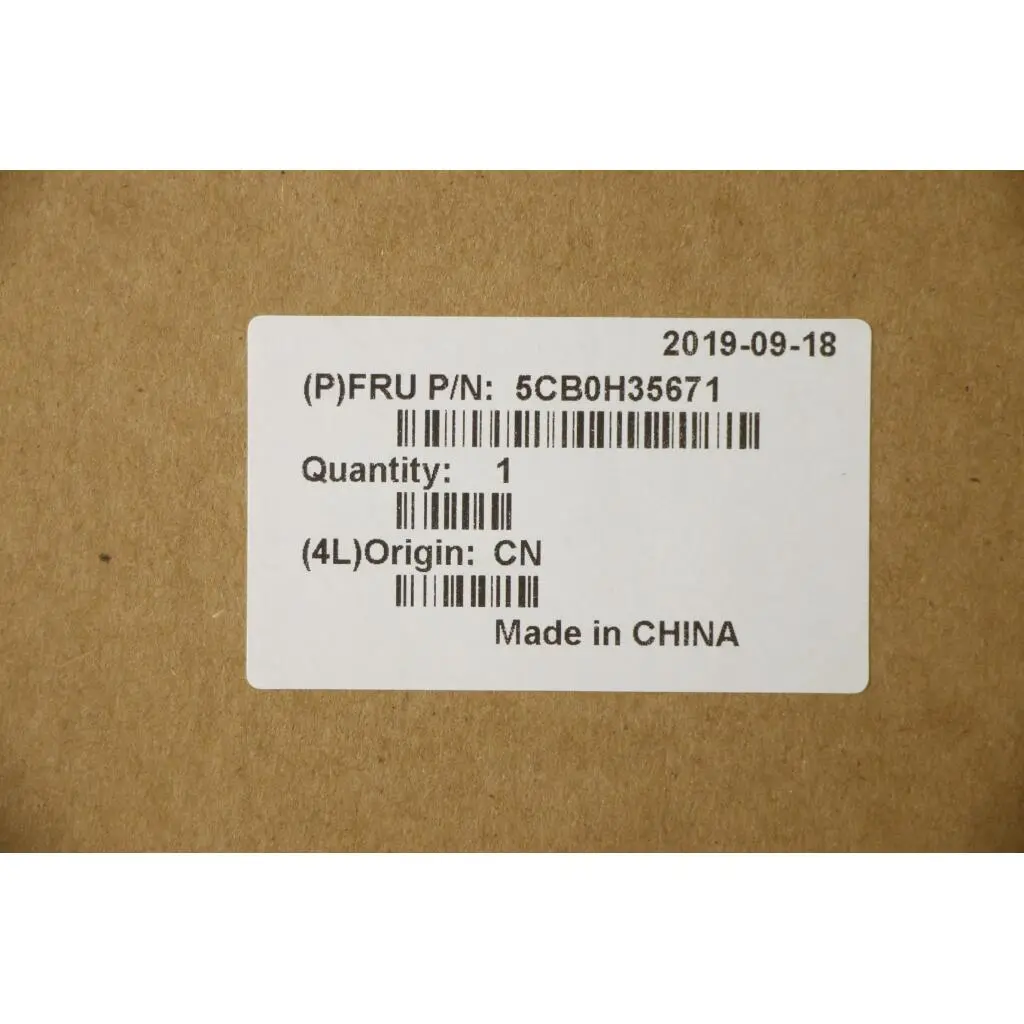 2019-09-18
(P)FRU P/N: 5CB0H35671
Quantity: 1
(4L)Origin: CN
Made in CHINA